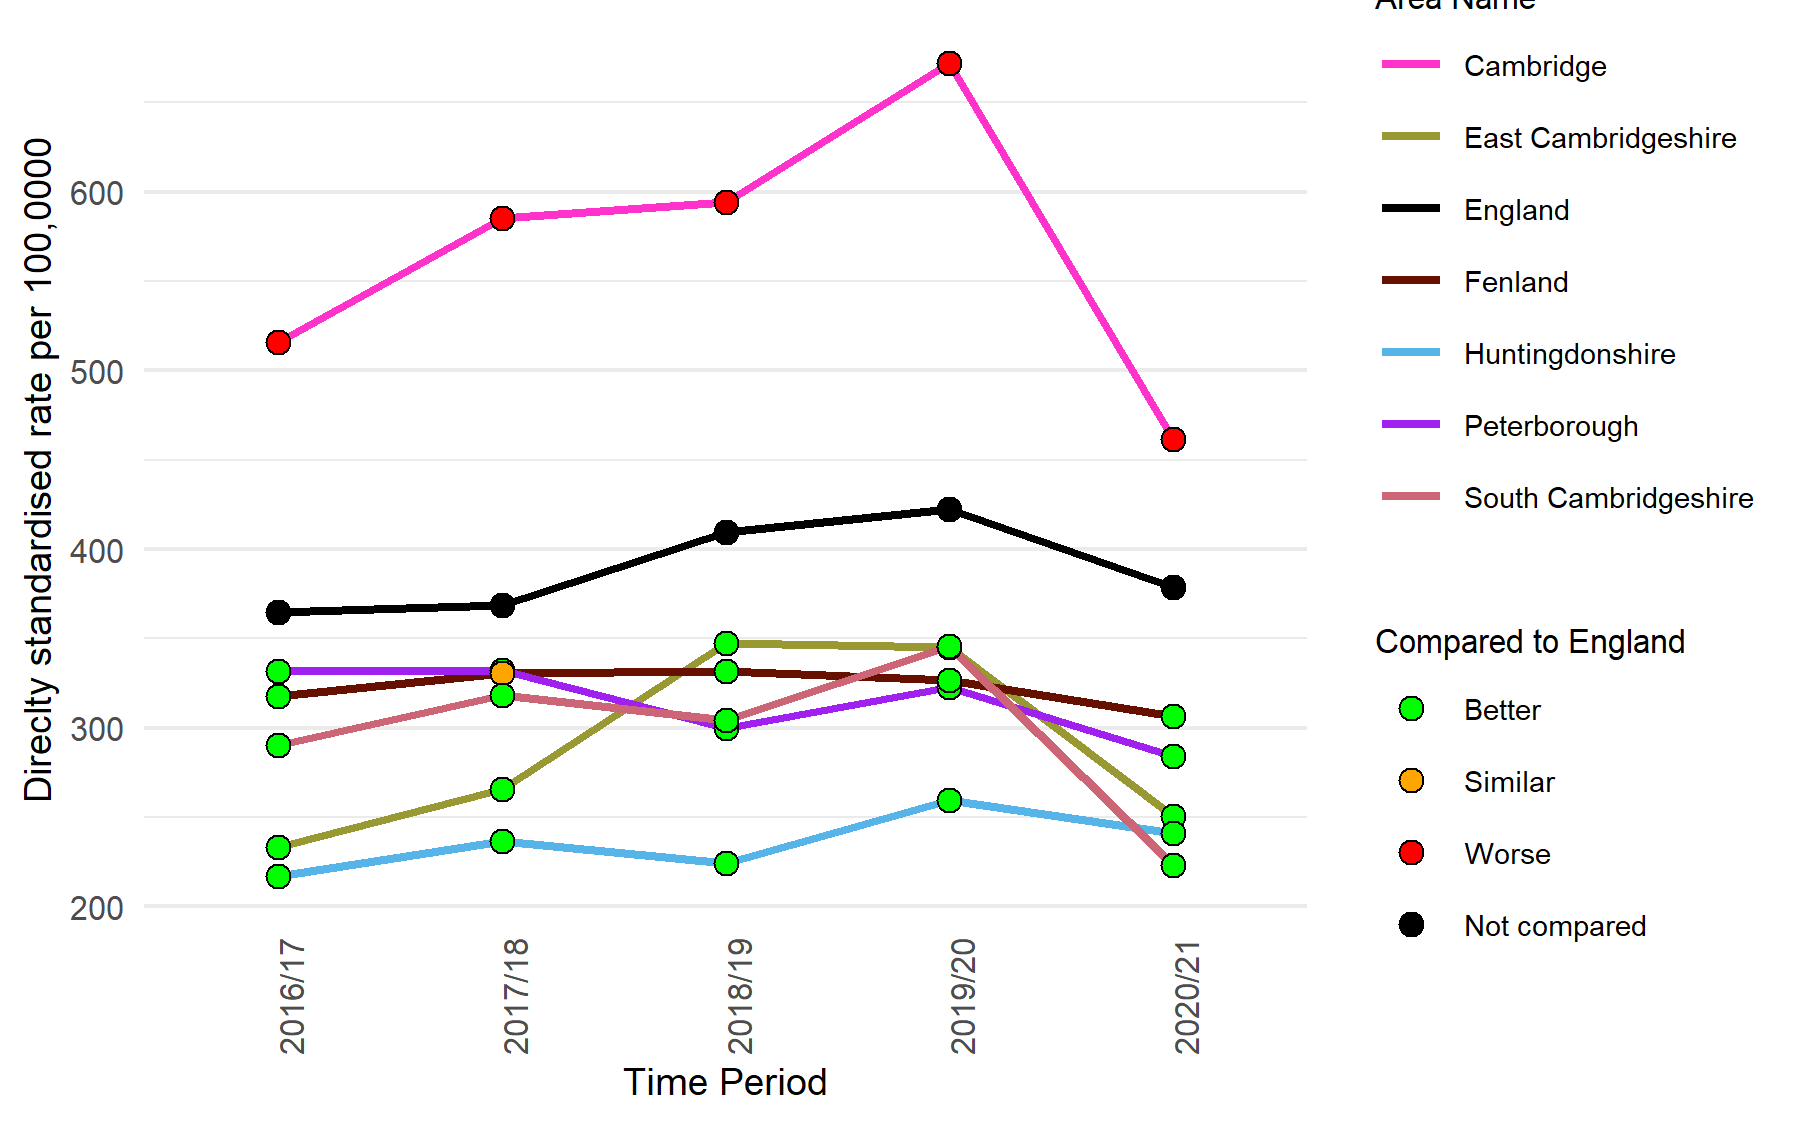 Area Name
Cambridge
East Cambridgeshire
England
Fenland
Huntingdonshire
Peterborough
South Cambridgeshire
Compared to England
Better
Similar
Worse
Not compared
Direclty standardised rate per 100,0000
600
500
400
300
200
2016/17
2017/18
2018/19
2019/20
2020/21
Time Period